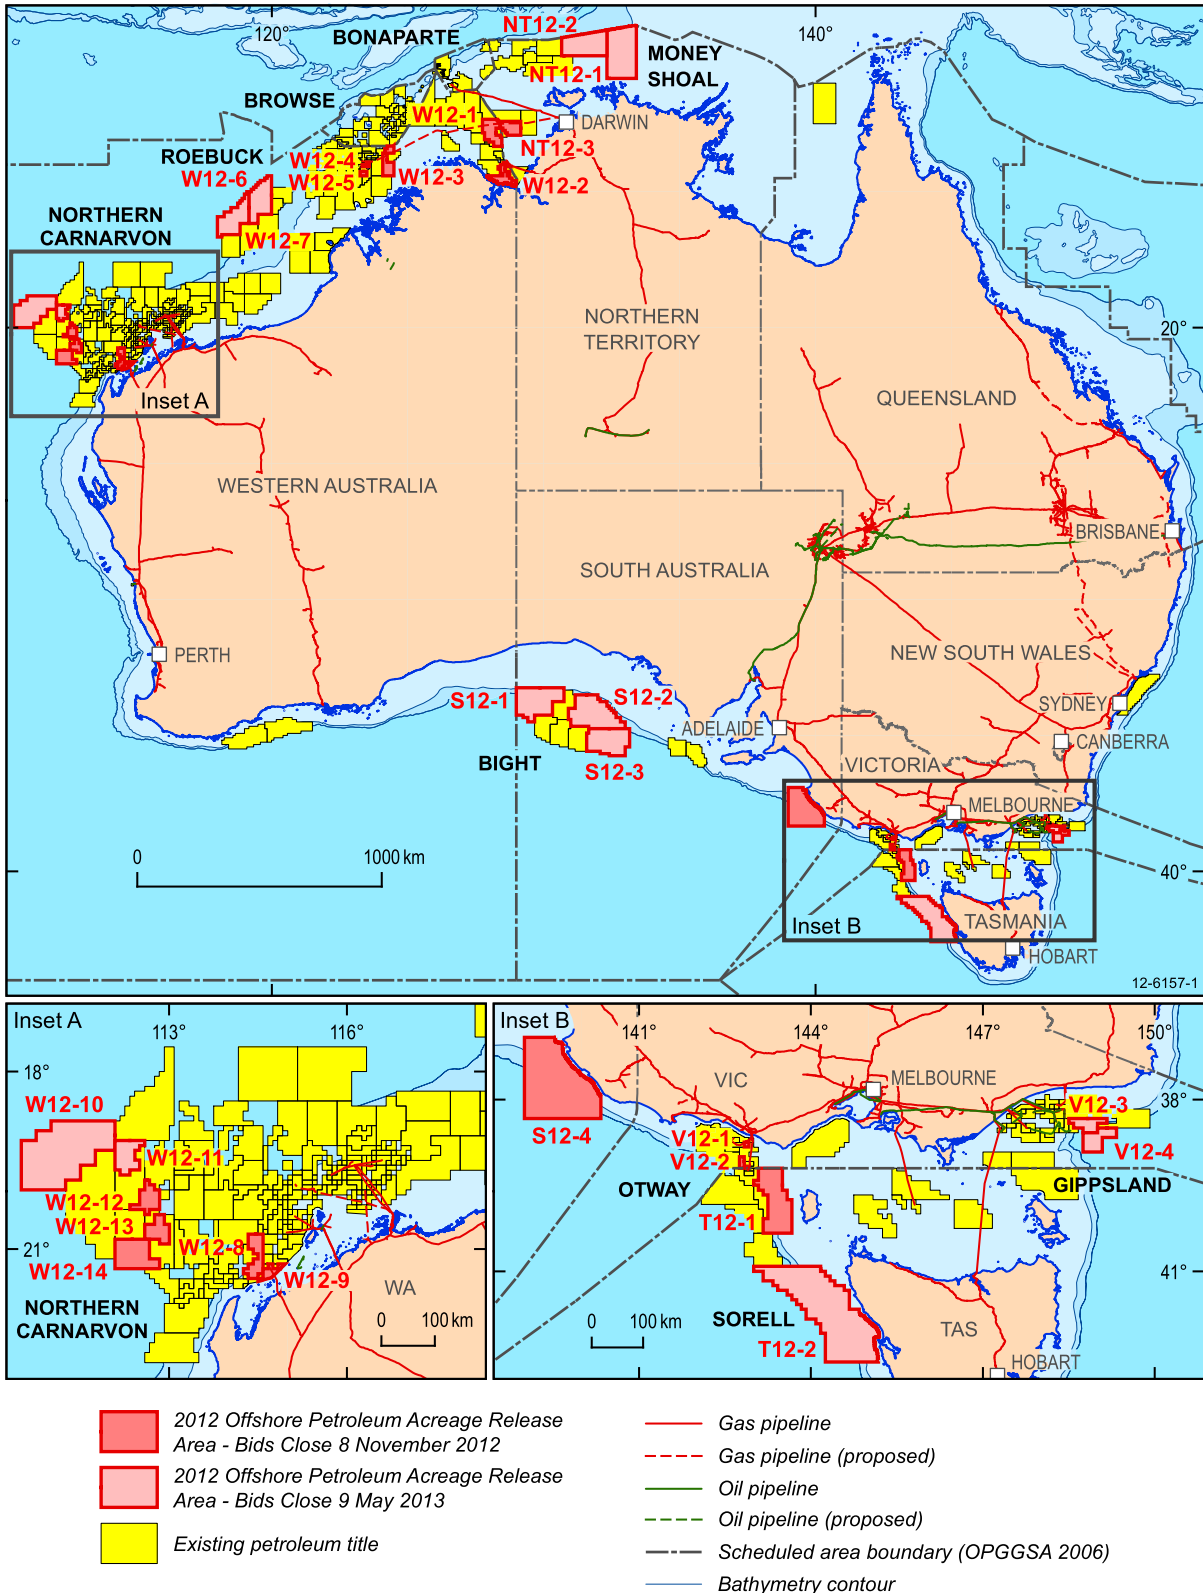 120°
140°
BONAPARTE
NT12-2
MONEY
SHOAL
NT12-1
BROWSE
W12-1
DARWIN
NT12-3
ROEBUCK
W12-6
W12-4
W12-5
W12-3
W12-2
NORTHERN
CARNARVON
W12-7
Inset A
NORTHERN
TERRITORY
20°
QUEENSLAND
WESTERN AUSTRALIA
BRISBANE
SOUTH AUSTRALIA
PERTH
NEW SOUTH WALES
S12-1
S12-2
SYDNEY
ADELAIDE
CANBERRA
BIGHT
S12-3
VICTORIA
MELBOURNE
0
1000 km
40°
Inset B
TASMANIA
HOBART
12-6157-1
Inset A
113°
116°
18°
W12-10
W12-11
W12-12
W12-13
W12-8
21°
W12-14
W12-9
NORTHERN
CARNARVON
WA
0
100 km
Inset B
141°
144°
147°
150°
VIC
MELBOURNE
38°
V12-3
S12-4
V12-1
V12-2
V12-4
OTWAY
GIPPSLAND
T12-1
41°
0
100 km
SORELL
T12-2
TAS
HOBART
2012 Offshore Petroleum Acreage Release
Area - Bids Close 8 November 2012
2012 Offshore Petroleum Acreage Release
Area - Bids Close 9 May 2013
Existing petroleum title
Gas pipeline
Gas pipeline (proposed)
Oil pipeline
Oil pipeline (proposed)
Scheduled area boundary (OPGGSA 2006)
Bathymetry contour